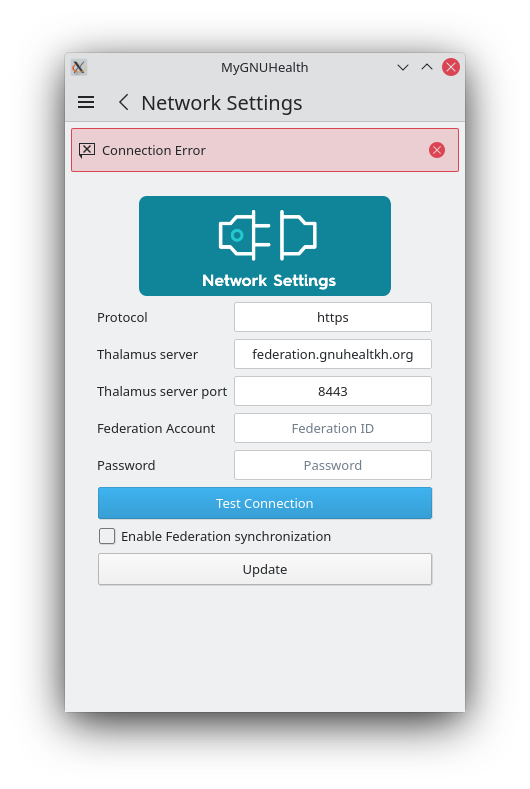 MyGNUHealth
Network Settings
Connection Error
Network Settings
Protocol https
Thalamus server federation.gnuhealtkh.org
Thalamus server port 8443
Federation Account Federation ID
Password Password
Test Connection
Enable Federation synchronization
Update